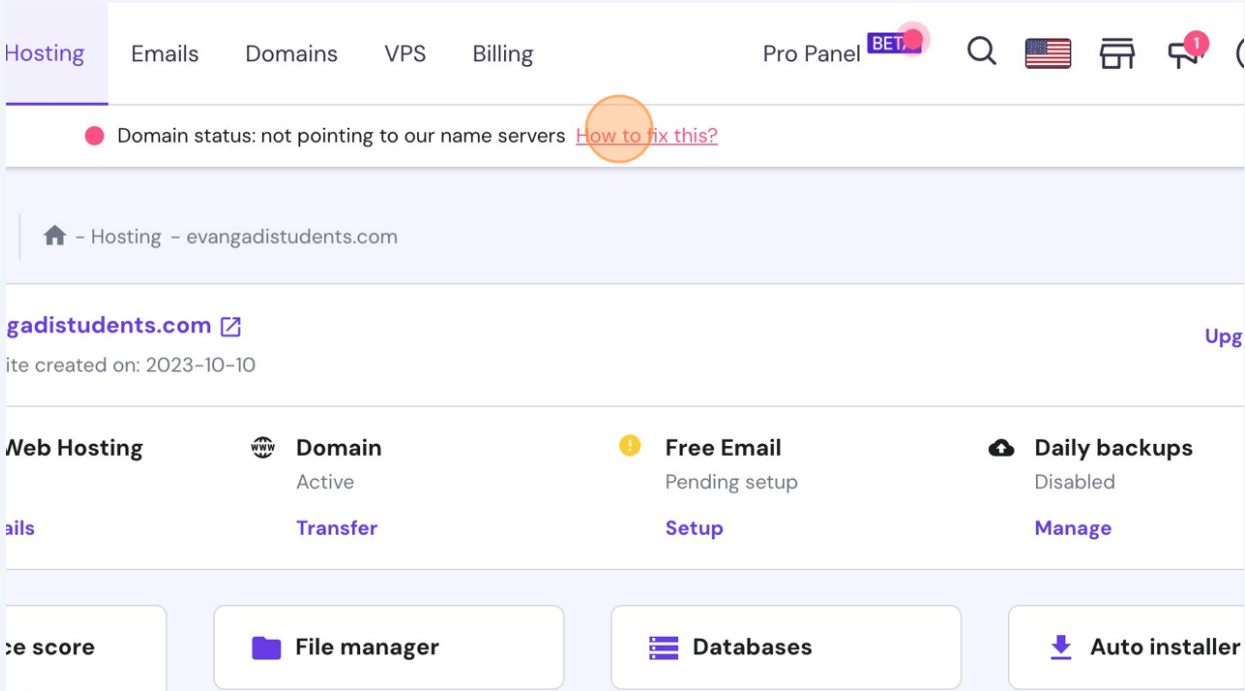 Hosting Emails Domains VPS Billing Pro Panel BETA 1
Domain status: not pointing to our name servers How to fix this?
- Hosting - evangadistudents.com
gadistudents.com
ite created on: 2023-10-10
Upg
Web Hosting
ails
www
Domain
Active
Transfer
Free Email
Pending setup
Setup
Daily backups
Disabled
Manage
ce score
File manager
Databases
Auto installer